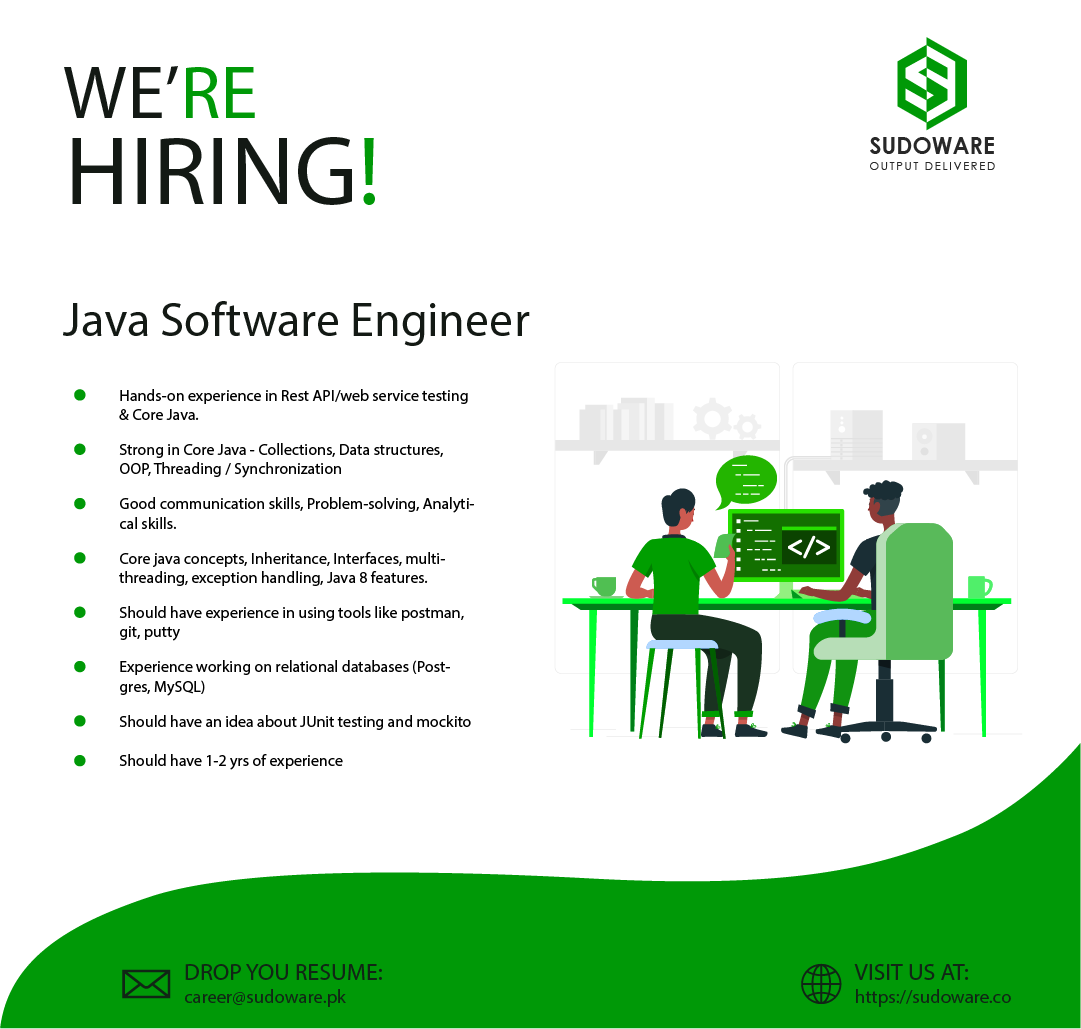 WE’RE
HIRING!
SUDOWARE
OUTPUT DELIVERED
Java Software Engineer
Hands-on experience in Rest API/web service testing
& Core Java.
Strong in Core Java - Collections, Data structures,
OOP, Threading / Synchronization
Good communication skills, Problem-solving, Analyti-
cal skills.
Core java concepts, Inheritance, Interfaces, multi-
threading, exception handling, Java 8 features.
Should have experience in using tools like postman,
git, putty
Experience working on relational databases (Post-
gres, MySQL)
Should have an idea about JUnit testing and mockito
Should have 1-2 yrs of experience
</>
DROP YOU RESUME:
career@sudoware.pk
VISIT US AT:
https://sudoware.co